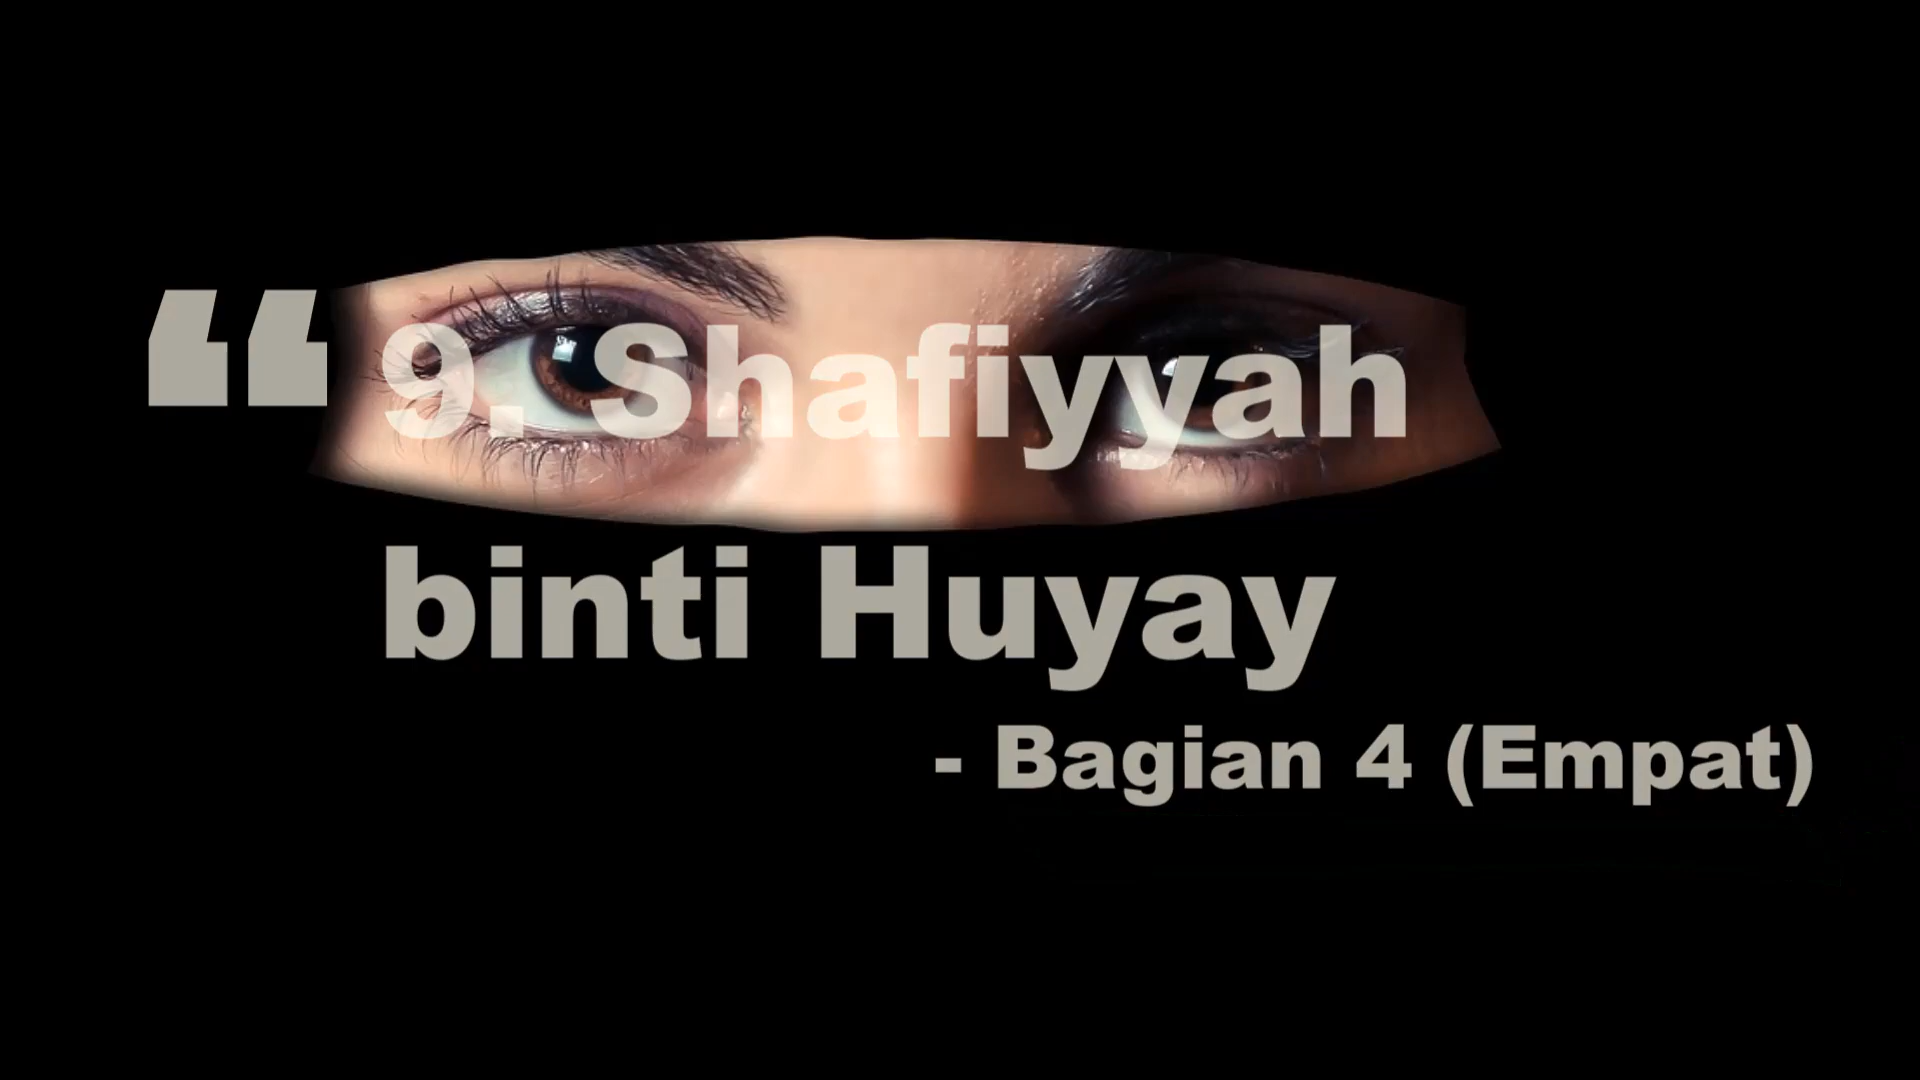 “ 9. Shafiyyah
binti Huyay
- Bagian 4 (Empat)